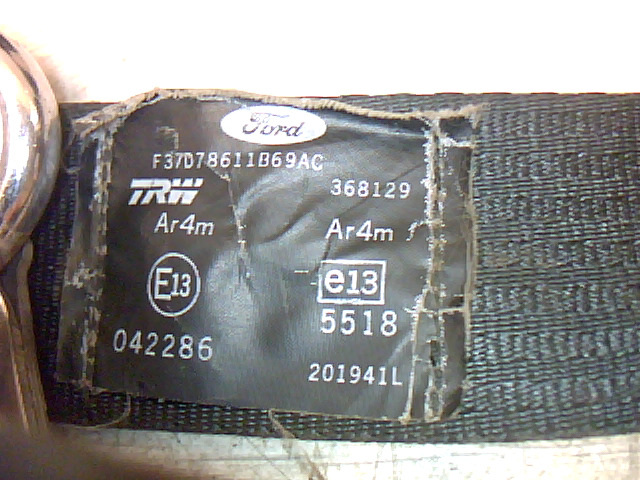 Ford
F37D78611B69AC
TRW 368129
Ar4m Ar4m
E13 e13
5518
042286
201941L